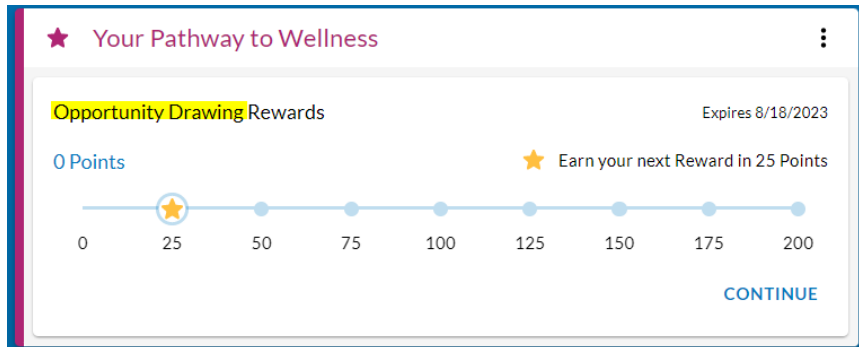 Your Pathway to Wellness
Opportunity Drawing Rewards
Expires 8/18/2023
0 Points
Earn your next Reward in 25 Points
0 25 50 75 100 125 150 175 200
CONTINUE